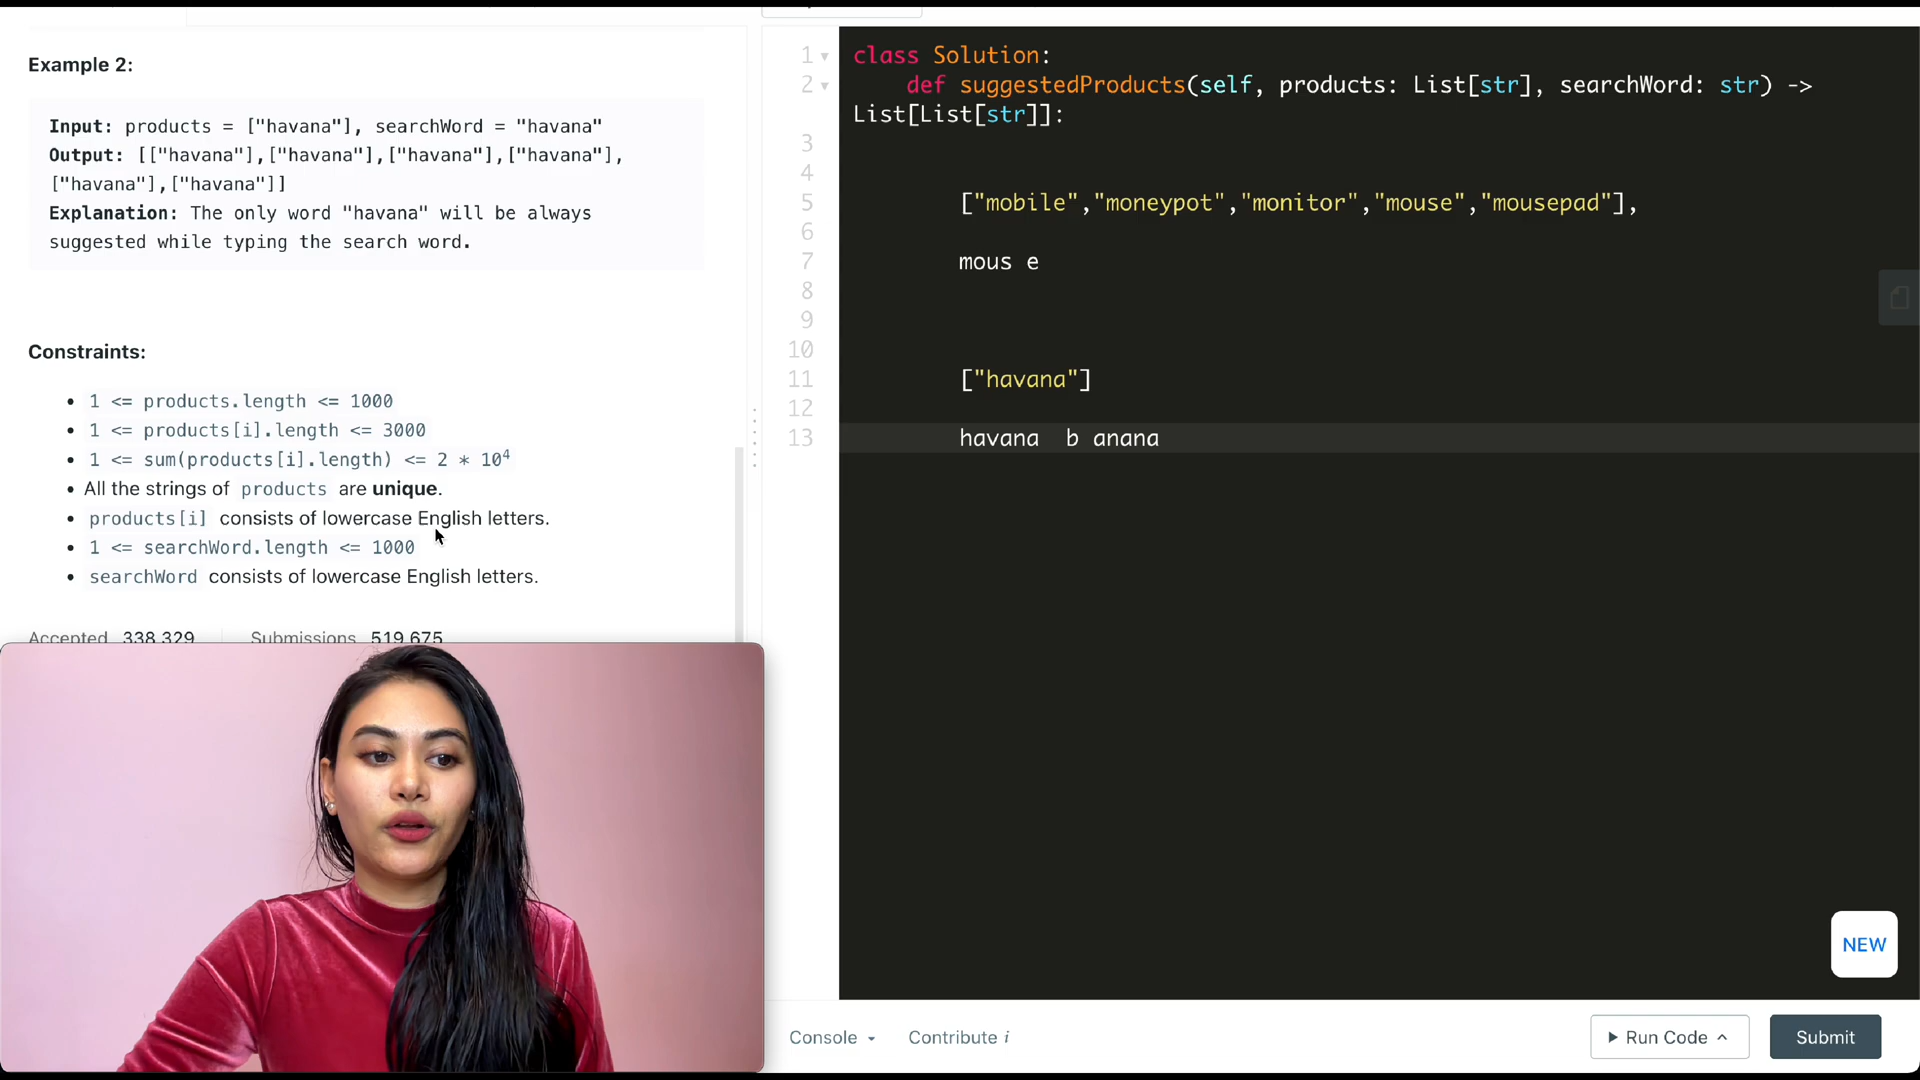 Example 2:
Input: products = ["havana"], searchWord = "havana"
Output: [["havana"],["havana"],["havana"],["havana"],
["havana"],["havana"]]
Explanation: The only word "havana" will be always
suggested while typing the search word.
Constraints:
• 1 <= products.length <= 1000
• 1 <= products[i].length <= 3000
• 1 <= sum(products[i].length) <= 2 * 10⁴
• All the strings of products are unique.
• products[i] consists of lowercase English letters.
• 1 <= searchWord.length <= 1000
• searchWord consists of lowercase English letters.
Accepted 338,329 Submissions 519,675
1 class Solution:
2 def suggestedProducts(self, products: List[str], searchWord: str) ->
List[List[str]]:
3
4
5 ["mobile","moneypot","monitor","mouse","mousepad"],
6
7 mous e
8
9
10
11 ["havana"]
12
13 havana b anana
NEW
Console Contribute i
Run Code Submit